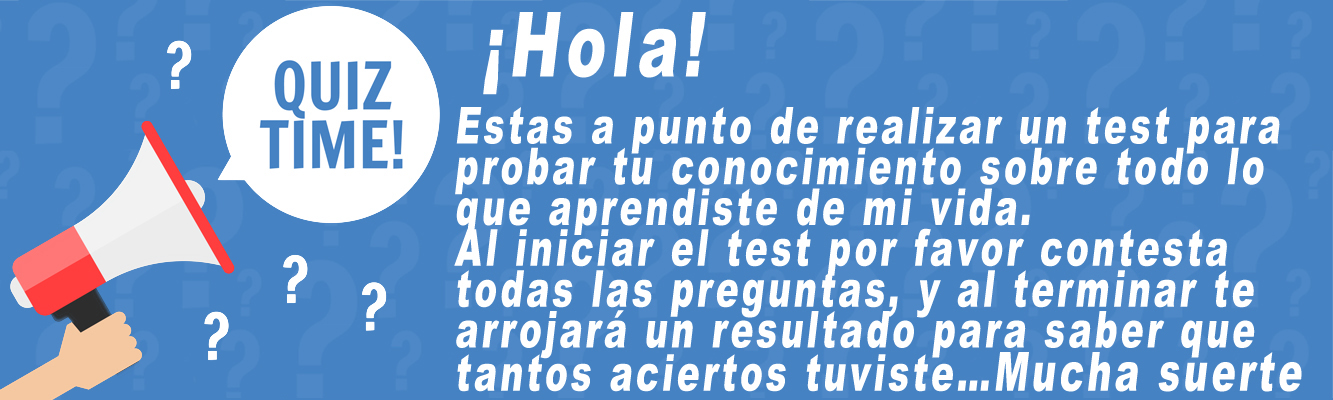 QUIZ
TIME!
¡Hola!
Estas a punto de realizar un test para
probar tu conocimiento sobre todo lo
que aprendiste de mi vida.
Al iniciar el test por favor contesta
todas las preguntas, y al terminar te
arrojará un resultado para saber que
tantos aciertos tuviste...Mucha suerte
?
?
?
?